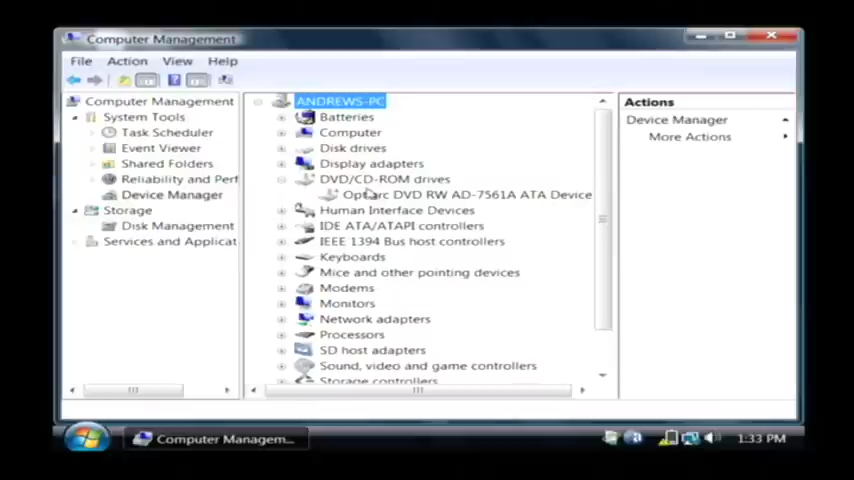 Computer Management
File Action View Help
Computer Management
System Tools
Task Scheduler
Event Viewer
Shared Folders
Reliability and Perf
Device Manager
Storage
Disk Management
Services and Applicat
ANDREWS-PC
Batteries
Computer
Disk drives
Display adapters
DVD/CD-ROM drives
DVD RW AD-7561A ATA Device
Human Interface Devices
IDE ATA/ATAPI controllers
IEEE 1394 Bus host controllers
Keyboards
Mice and other pointing devices
Modems
Monitors
Network adapters
Processors
SD host adapters
Sound, video and game controllers
Storage controllers
Actions
Device Manager
More Actions
Computer Managem...
1:33 PM